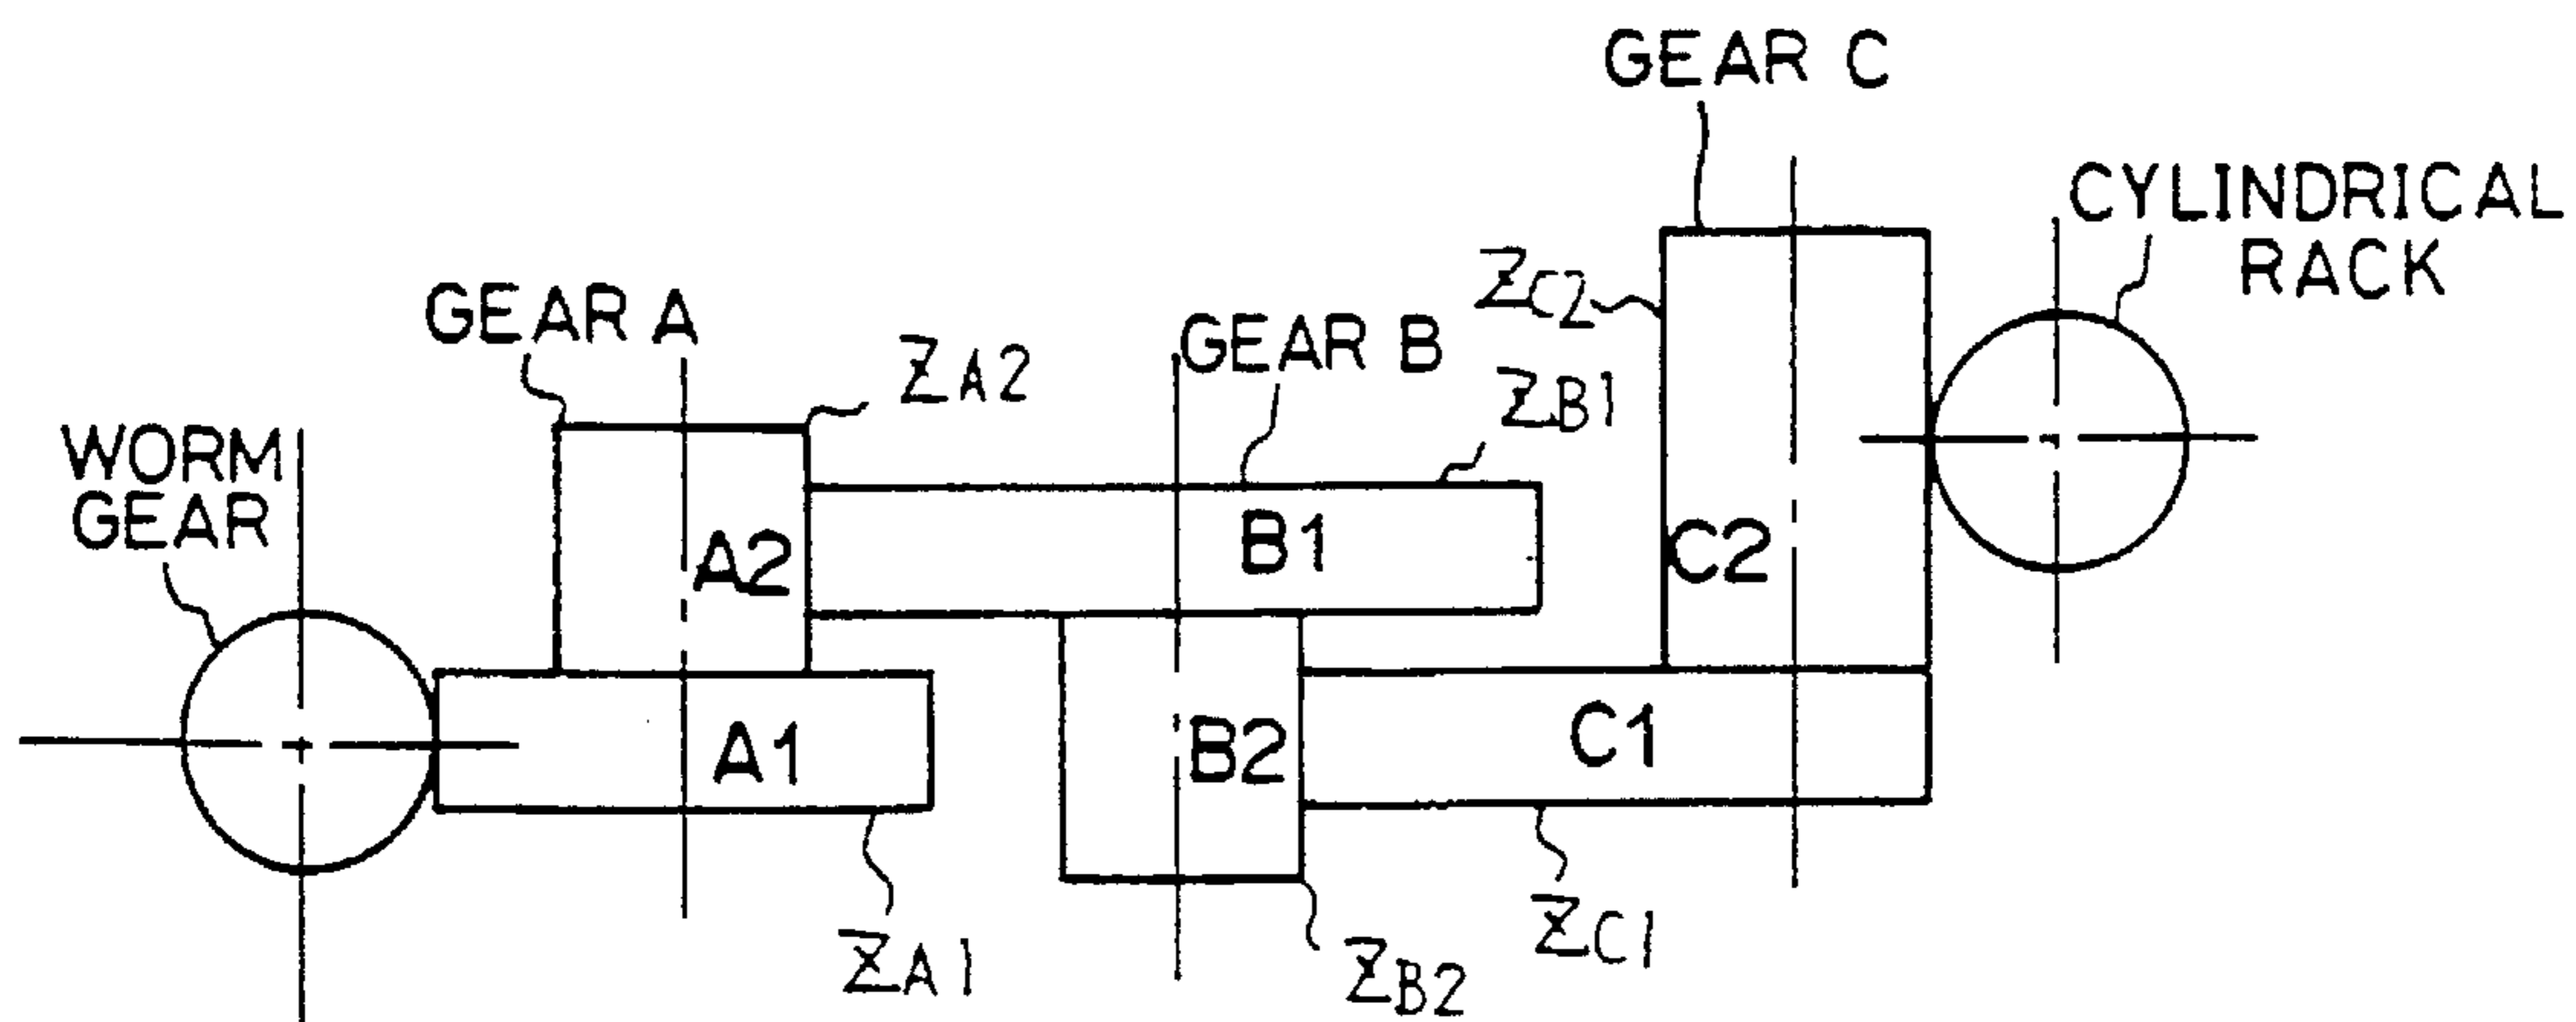 GEAR C
CYLINDRICAL
RACK
ZC2
GEAR A
ZA2
GEAR B
ZB1
WORM
GEAR
A2
B1
C2
A1
B2
C1
ZA1
ZB2
ZC1